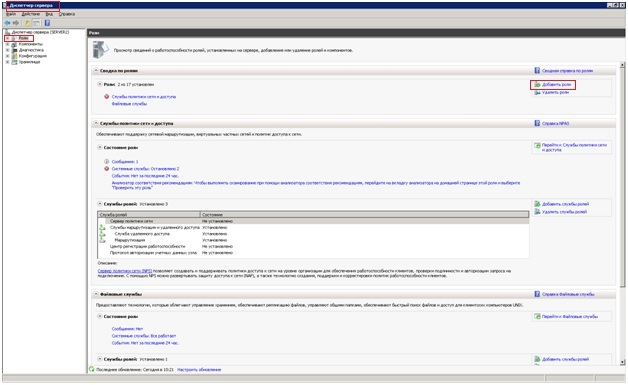 Диспетчер сервера
Файл Действие Вид Справка
Диспетчер сервера (SERVER2)
Роли
Компоненты
Диагностика
Конфигурация
Хранилище
Роли
Просмотр сведений о работоспособности ролей, установленных на сервере, добавление или удаление ролей и компонентов.
Сводка по ролям
Сводная справка по ролям
Роли: 2 из 17 установлен
Добавить роли
Удалить роли
Службы политики сети и доступа
Файловые службы
Службы политики сети и доступа
Справка NPAS
Обеспечивают поддержку сетевой маршрутизации, виртуальных частных сетей и политик доступа к сети.
Состояние роли
Перейти к Службы политики сети и доступа
Сообщения: 1
Системные службы: Остановлено 2
События: Нет за последние 24 час.
Анализатор соответствия рекомендациям: Чтобы выполнить сканирование при помощи анализатора соответствия рекомендациям, перейдите на вкладку анализатора на домашней странице этой роли и выберите
"Проверить эту роль"
Службы ролей: Установлено 3
Добавить службы ролей
Удалить службы ролей
Служба ролей Состояние
Сервер политики сети Не установлено
Службы маршрутизации и удаленного доступа Установлено
Служба удаленного доступа Установлено
Маршрутизация Установлено
Центр регистрации работоспособности Не установлено
Протокол авторизации учетных данных узла Не установлено
Описание:
Сервер политики сети (NPS) позволяет создавать и поддерживать политики доступа к сети на уровне организации для обеспечения работоспособности клиентов, проверки подлинности и авторизации запроса на
подключение. С помощью NPS можно развертывать защиту доступа к сети (NAP), а также технологию создания, поддержки и корректировки политик работоспособности.
Файловые службы
Справка Файловые службы
Предоставляют технологии, которые облегчают управление хранением, обеспечивают репликацию файлов, управляют общими папками, обеспечивают быстрый поиск файлов и доступ для клиентских компьютеров UNIX.
Состояние роли
Перейти к Файловые службы
Сообщения: Нет
Системные службы: Все работает
События: Нет за последние 24 час.
Службы ролей: Установлено 1
Добавить службы ролей
Последнее обновление: Сегодня в 10:21 Настроить обновление